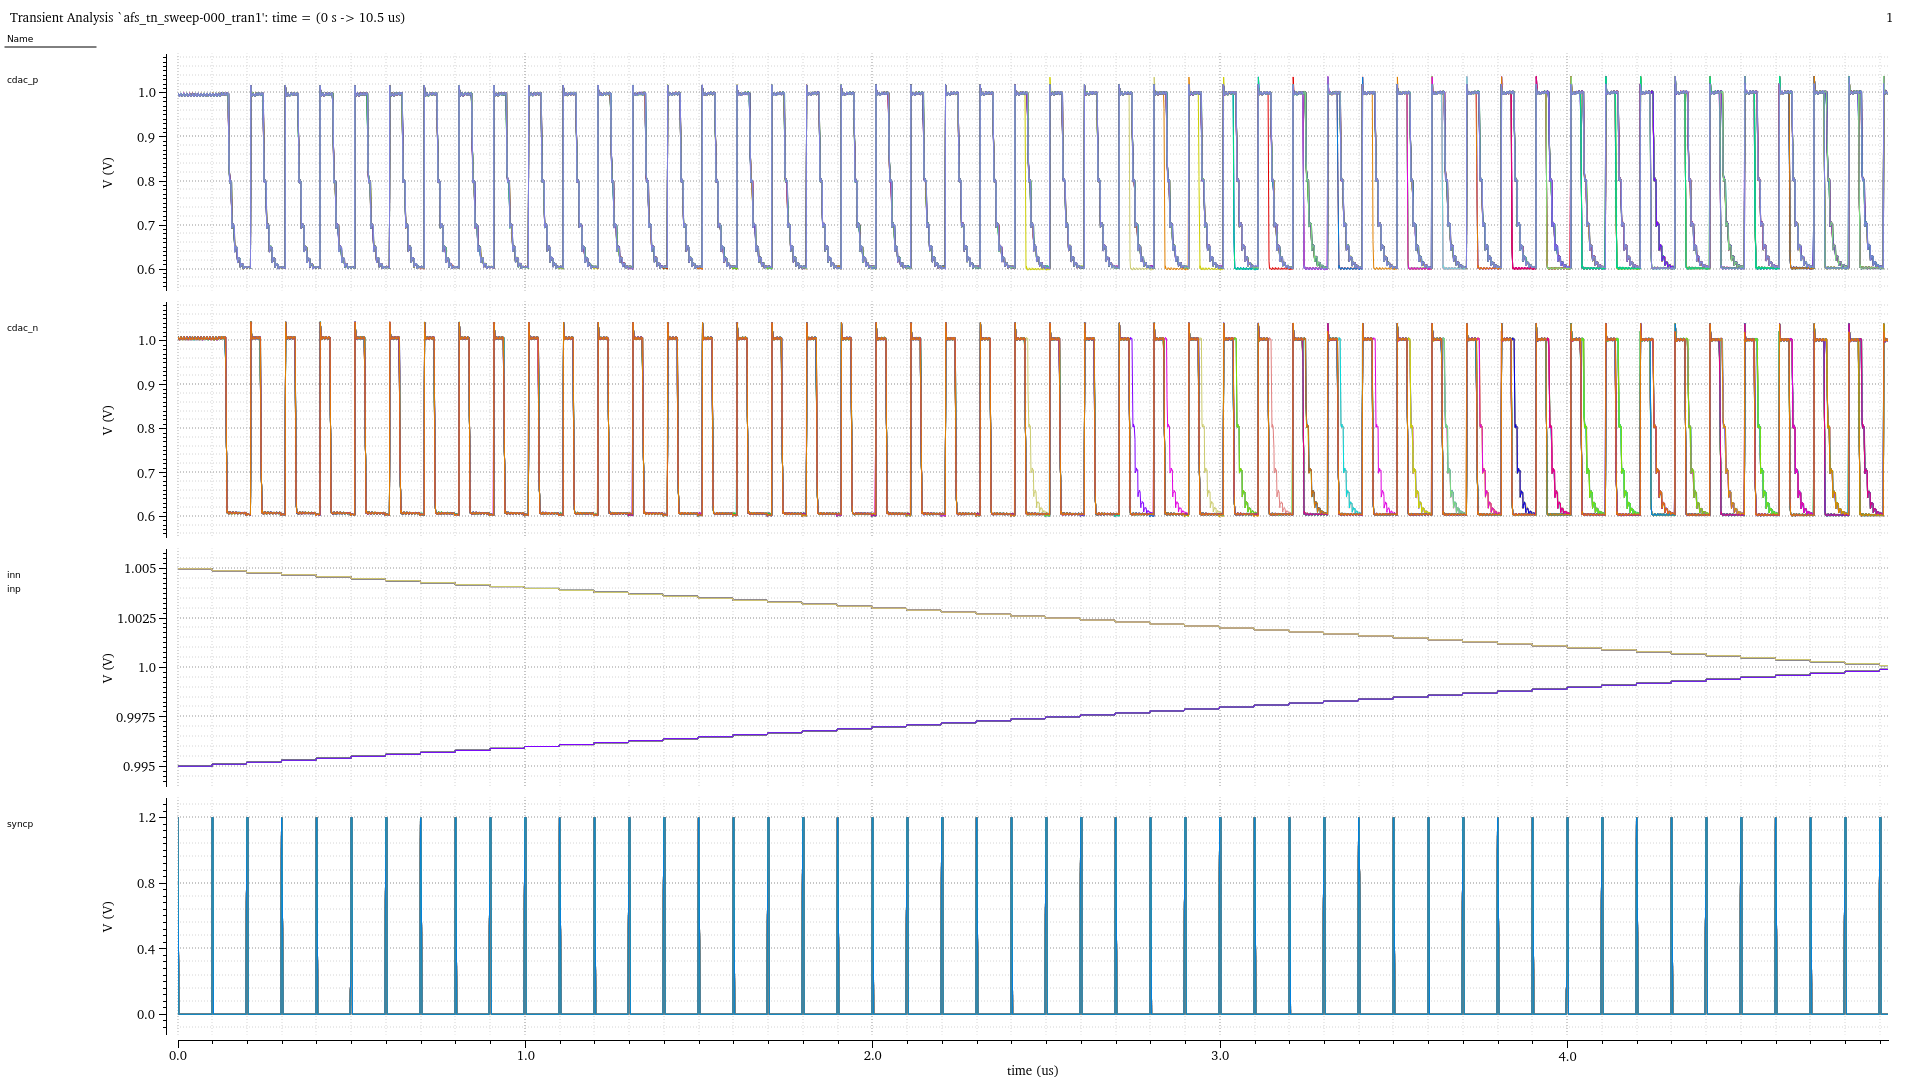 Transient Analysis `afs_tn_sweep-000_tran1': time = (0 s -> 10.5 us)
1
Name
cdac_p
V (V)
1.0
0.9
0.8
0.7
0.6
cdac_n
V (V)
1.0
0.9
0.8
0.7
0.6
inn
inp
V (V)
1.005
1.0025
1.0
0.9975
0.995
syncp
V (V)
1.2
0.8
0.4
0.0
0.0 1.0 2.0 3.0 4.0
time (us)